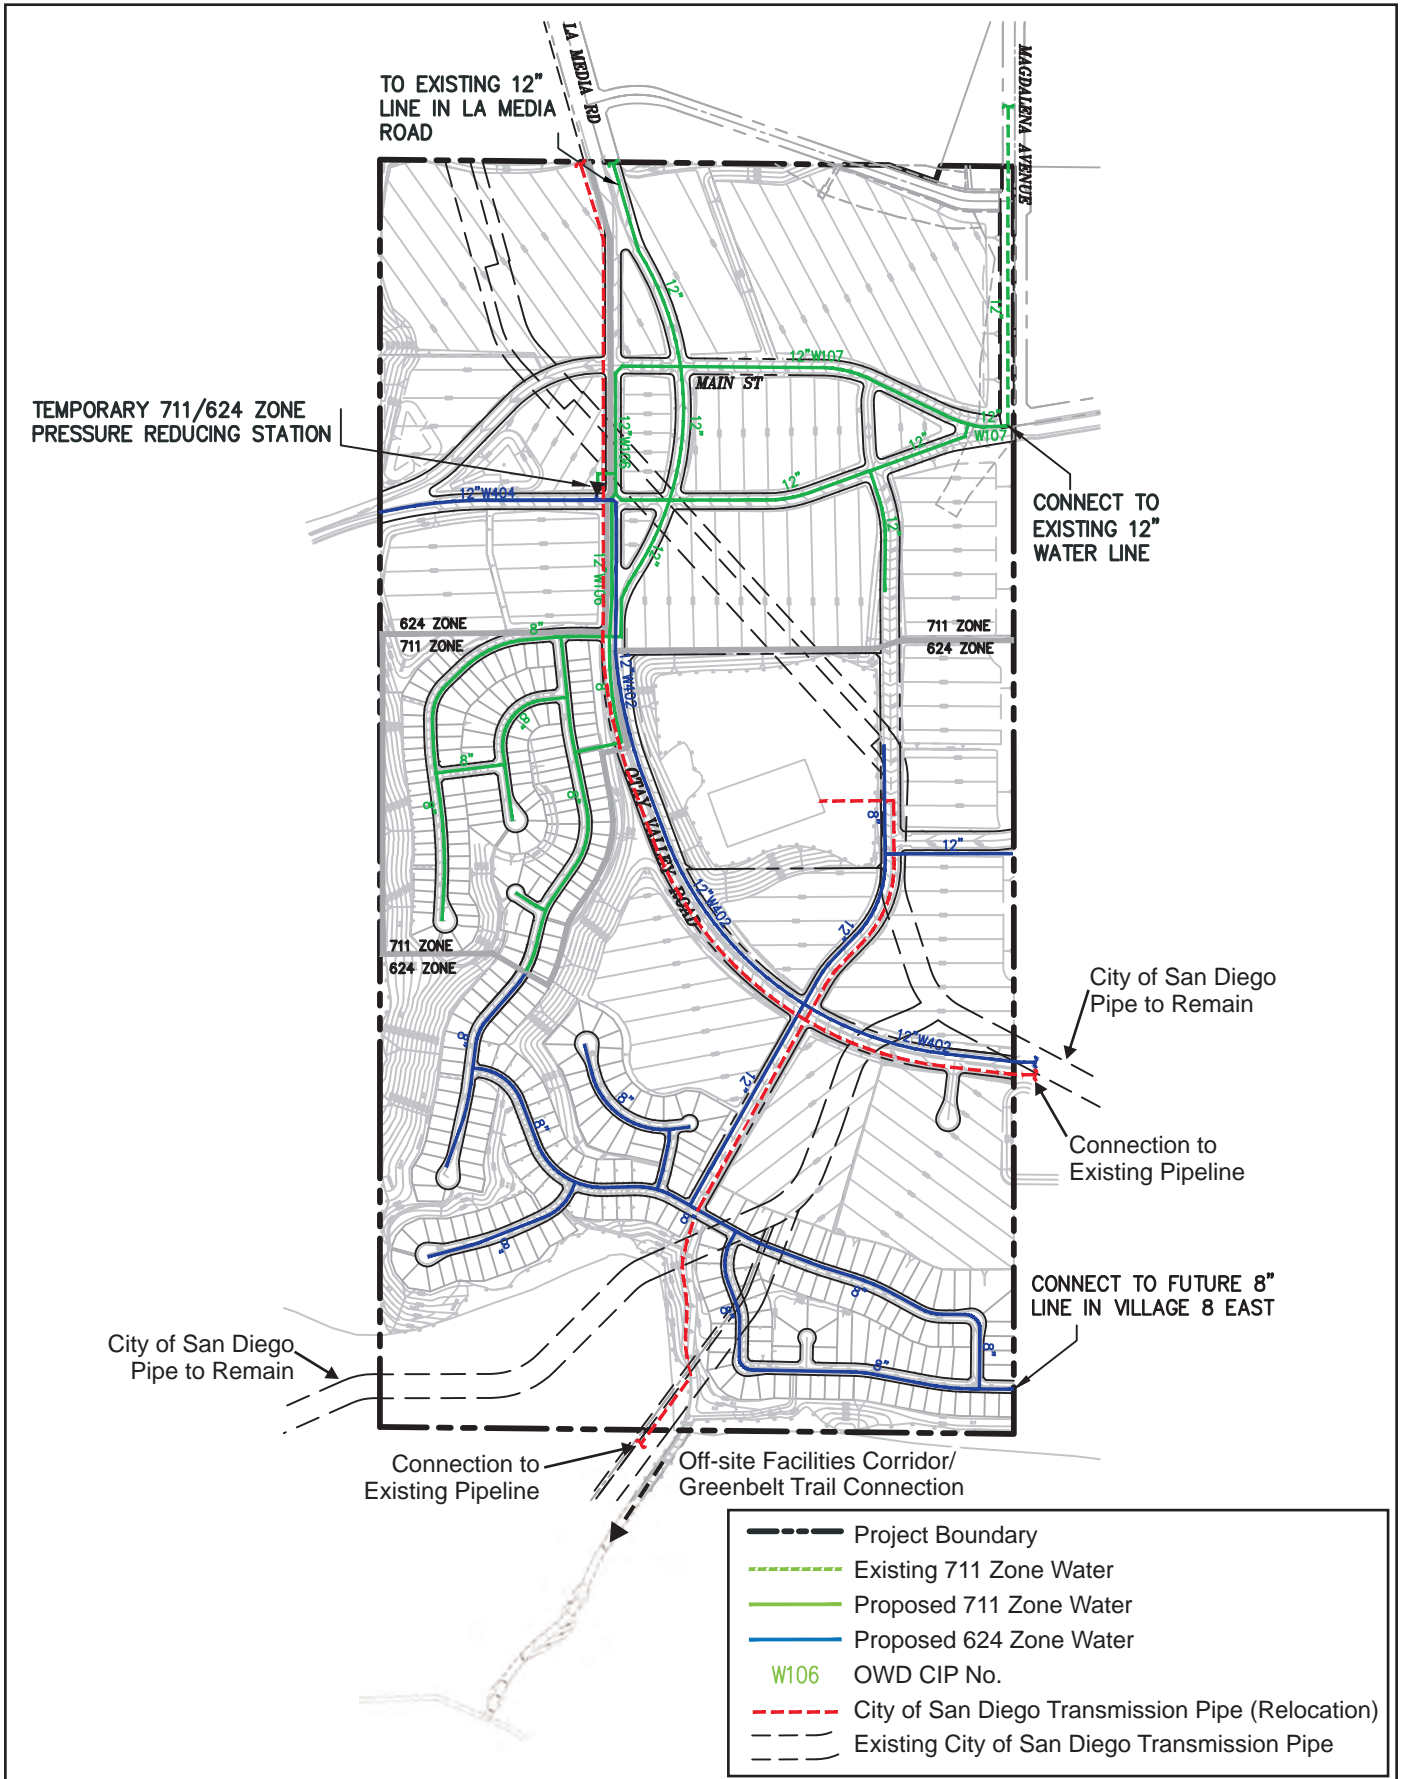 LA MEDIA RD
MAGDALENA AVENUE
TO EXISTING 12"
LINE IN LA MEDIA
ROAD
12"
12"
12"W107
MAIN ST
TEMPORARY 711/624 ZONE
PRESSURE REDUCING STATION
12"W106
12"
12"
W107
12"
12"
12"W404
CONNECT TO
EXISTING 12"
WATER LINE
12"
12"
12"W106
624 ZONE
711 ZONE
8"
711 ZONE
624 ZONE
12"W402
8"
8"
8"
8"
8"
OTAY VALLEY ROAD
8"
12"
12"W402
12"
711 ZONE
624 ZONE
City of San Diego
Pipe to Remain
8"
12"W402
12"
8"
8"
Connection to
Existing Pipeline
8"
8"
CONNECT TO FUTURE 8"
LINE IN VILLAGE 8 EAST
8"
8"
8"
8"
City of San Diego
Pipe to Remain
Connection to
Existing Pipeline
Off-site Facilities Corridor/
Greenbelt Trail Connection
Project Boundary
Existing 711 Zone Water
Proposed 711 Zone Water
Proposed 624 Zone Water
W106 OWD CIP No.
City of San Diego Transmission Pipe (Relocation)
Existing City of San Diego Transmission Pipe